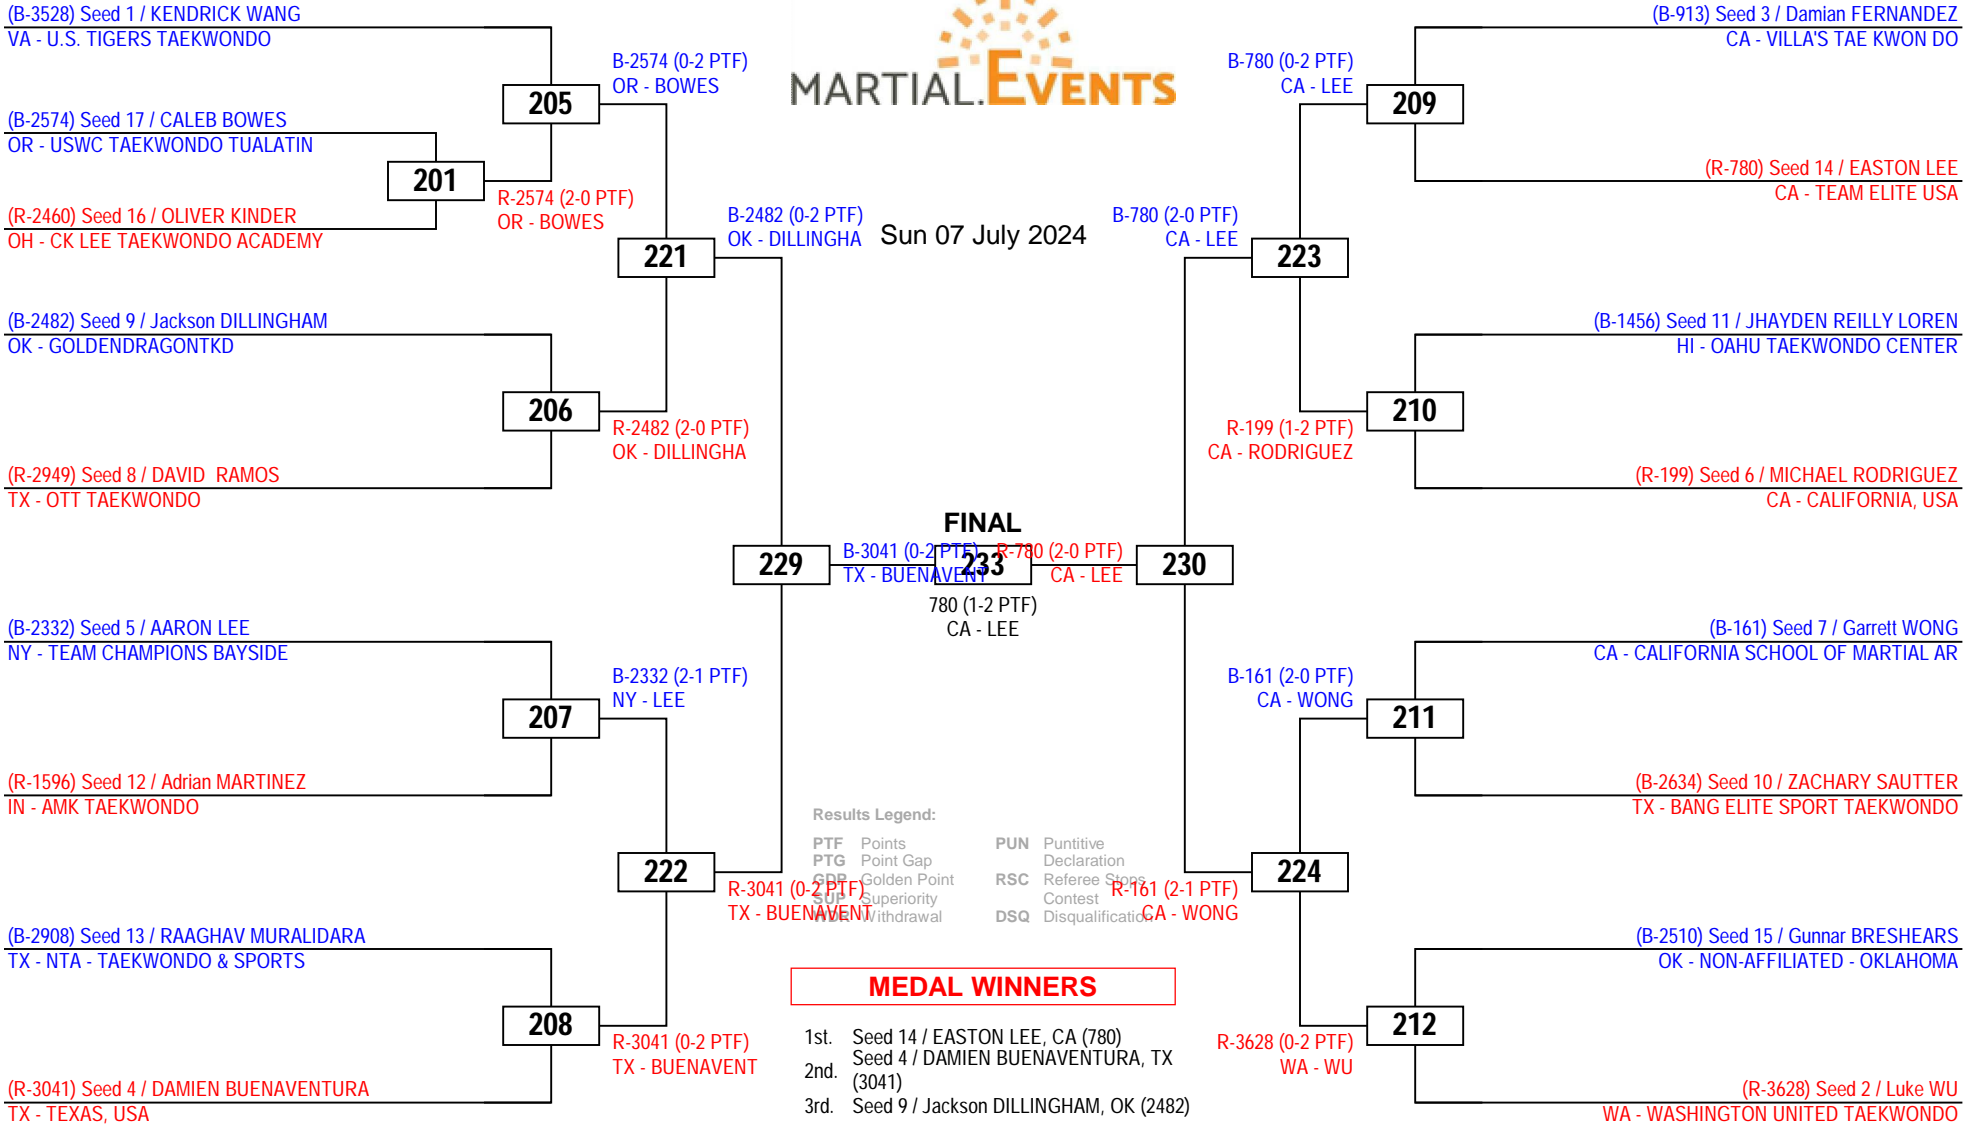 (B-3528) Seed 1 / KENDRICK WANG
VA - U.S. TIGERS TAEKWONDO
(B-2574) Seed 17 / CALEB BOWES
OR - USWC TAEKWONDO TUALATIN
(R-2460) Seed 16 / OLIVER KINDER
OH - CK LEE TAEKWONDO ACADEMY
(B-2482) Seed 9 / Jackson DILLINGHAM
OK - GOLDENDRAGONTKD
(R-2949) Seed 8 / DAVID  RAMOS
TX - OTT TAEKWONDO
(B-2332) Seed 5 / AARON LEE
NY - TEAM CHAMPIONS BAYSIDE
(R-1596) Seed 12 / Adrian MARTINEZ
IN - AMK TAEKWONDO
(B-2908) Seed 13 / RAAGHAV MURALIDARA
TX - NTA - TAEKWONDO & SPORTS
(R-3041) Seed 4 / DAMIEN BUENAVENTURA
TX - TEXAS, USA
201
R-2574 (2-0 PTF)
OR - BOWES
205
B-2574 (0-2 PTF)
OR - BOWES
206
R-2482 (2-0 PTF)
OK - DILLINGHA
207
B-2332 (2-1 PTF)
NY - LEE
208
R-3041 (0-2 PTF)
TX - BUENAVENT
221
B-2482 (0-2 PTF)
OK - DILLINGHA
222
R-3041 (0-2 PTF)
TX - BUENAVENT
229
B-3041 (0-2 PTF)
TX - BUENAVENT
MARTIAL.EVENTS
Sun 07 July 2024
FINAL
233
780 (1-2 PTF)
CA - LEE
R-780 (2-0 PTF)
CA - LEE
230
B-780 (2-0 PTF)
CA - LEE
223
R-161 (2-1 PTF)
CA - WONG
224
B-780 (0-2 PTF)
CA - LEE
209
R-199 (1-2 PTF)
CA - RODRIGUEZ
210
B-161 (2-0 PTF)
CA - WONG
211
R-3628 (0-2 PTF)
WA - WU
212
(B-913) Seed 3 / Damian FERNANDEZ
CA - VILLA'S TAE KWON DO
(R-780) Seed 14 / EASTON LEE
CA - TEAM ELITE USA
(B-1456) Seed 11 / JHAYDEN REILLY LOREN
HI - OAHU TAEKWONDO CENTER
(R-199) Seed 6 / MICHAEL RODRIGUEZ
CA - CALIFORNIA, USA
(B-161) Seed 7 / Garrett WONG
CA - CALIFORNIA SCHOOL OF MARTIAL AR
(B-2634) Seed 10 / ZACHARY SAUTTER
TX - BANG ELITE SPORT TAEKWONDO
(B-2510) Seed 15 / Gunnar BRESHEARS
OK - NON-AFFILIATED - OKLAHOMA
(R-3628) Seed 2 / Luke WU
WA - WASHINGTON UNITED TAEKWONDO
Results Legend:
PTF Points
PTG Point Gap
GDP Golden Point
SUP Superiority
WDR Withdrawal
PUN Puntitive
Declaration
RSC Referee Stops
Contest
DSQ Disqualification
MEDAL WINNERS
1st. Seed 14 / EASTON LEE, CA (780)
2nd. Seed 4 / DAMIEN BUENAVENTURA, TX
(3041)
3rd. Seed 9 / Jackson DILLINGHAM, OK (2482)